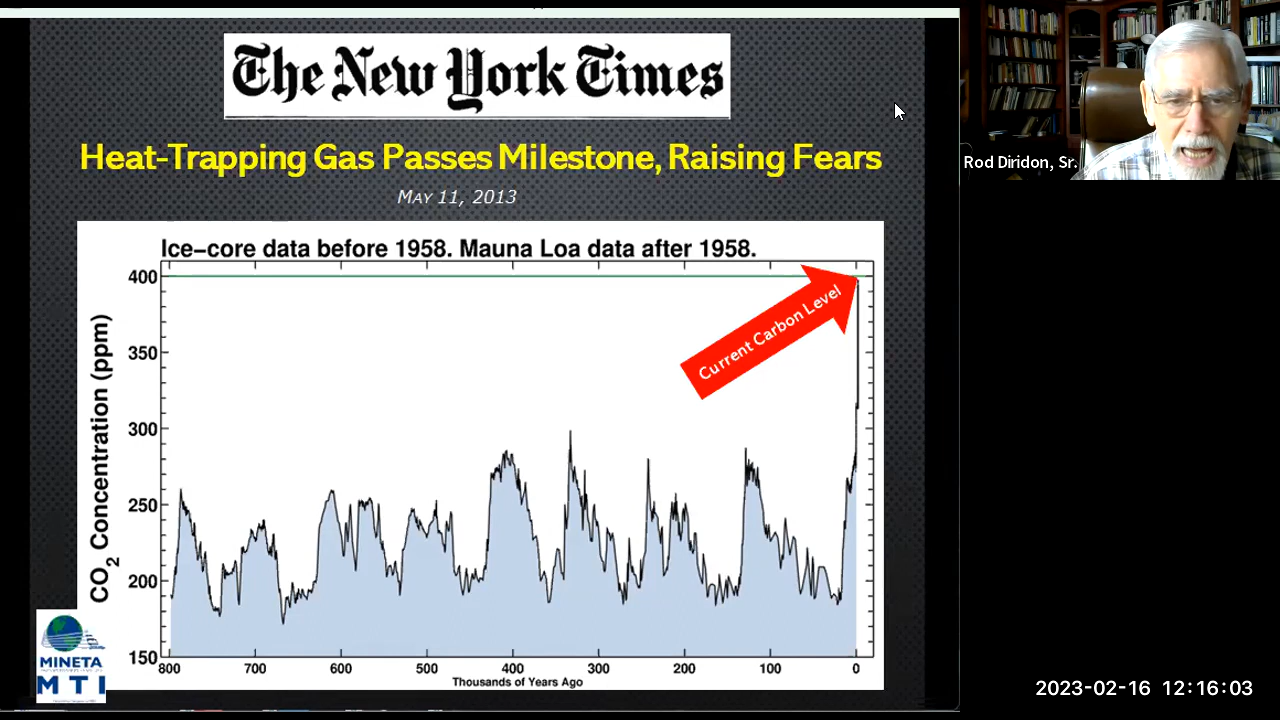 The New York Times
Heat-Trapping Gas Passes Milestone, Raising Fears
MAY 11, 2013
Ice-core data before 1958. Mauna Loa data after 1958.
CO2 Concentration (ppm)
400
350
300
250
200
150
Current Carbon Level
800 700 600 500 400 300 200 100 0
Thousands of Years Ago
MINETA
MTI
Rod Diridon, Sr.
2023-02-16 12:16:03